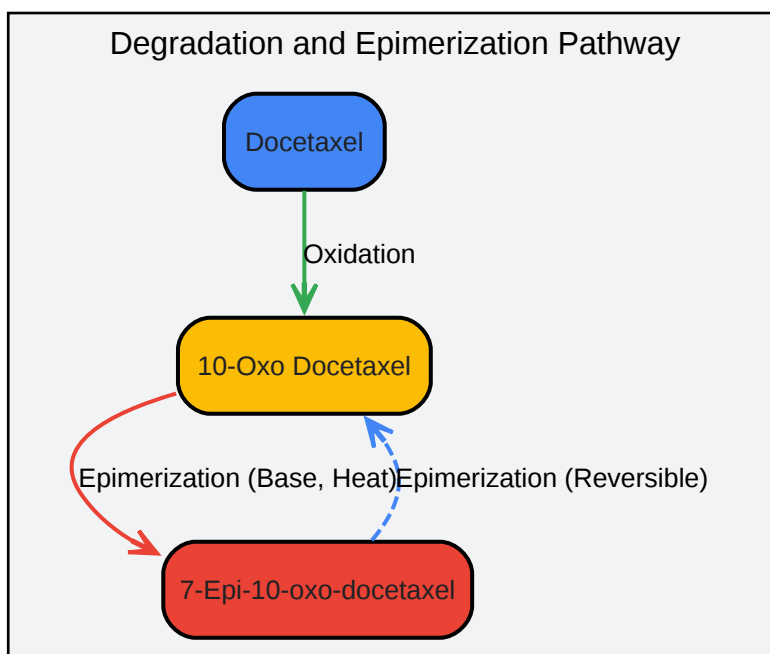 Degradation and Epimerization Pathway
Docetaxel
Oxidation
10-Oxo Docetaxel
Epimerization (Base, Heat)
Epimerization (Reversible)
7-Epi-10-oxo-docetaxel